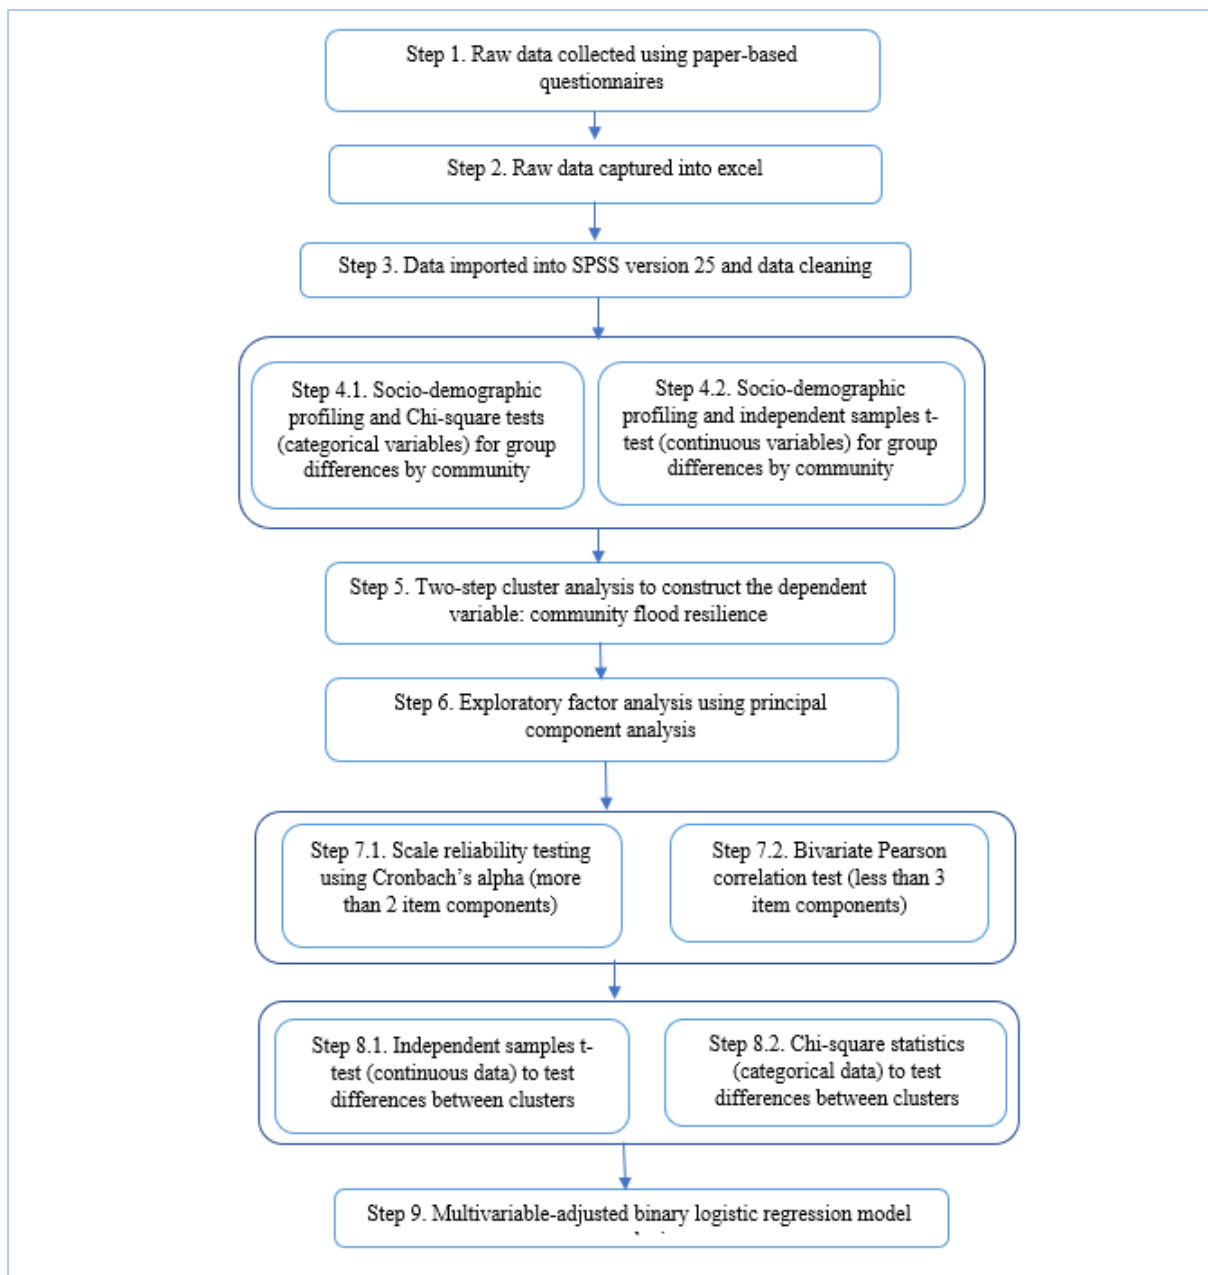 Step 1. Raw data collected using paper-based
questionnaires
Step 2. Raw data captured into excel
Step 3. Data imported into SPSS version 25 and data cleaning
Step 4.1. Socio-demographic
profiling and Chi-square tests
(categorical variables) for group
differences by community
Step 4.2. Socio-demographic
profiling and independent samples t-
test (continuous variables) for group
differences by community
Step 5. Two-step cluster analysis to construct the dependent
variable: community flood resilience
Step 6. Exploratory factor analysis using principal
component analysis
Step 7.1. Scale reliability testing
using Cronbach’s alpha (more
than 2 item components)
Step 7.2. Bivariate Pearson
correlation test (less than 3
item components)
Step 8.1. Independent samples t-
test (continuous data) to test
differences between clusters
Step 8.2. Chi-square statistics
(categorical data) to test
differences between clusters
Step 9. Multivariable-adjusted binary logistic regression model